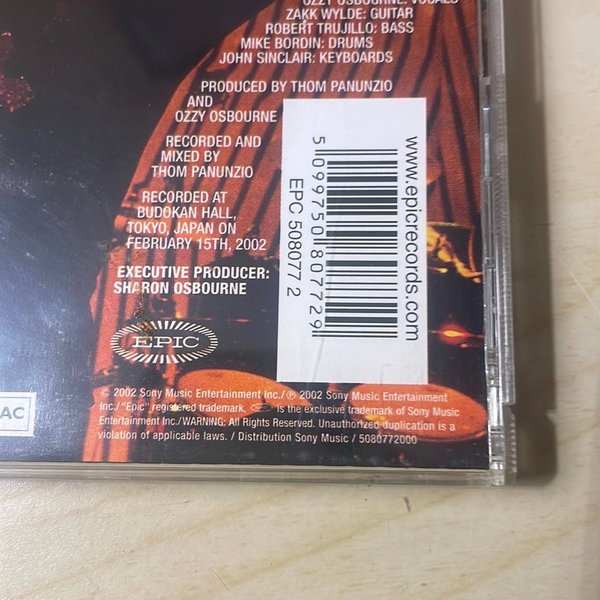 OZZY OSBOURNE: VOCALS
ZAKK WYLDE: GUITAR
ROBERT TRUJILLO: BASS
MIKE BORDIN: DRUMS
JOHN SINCLAIR: KEYBOARDS
PRODUCED BY THOM PANUNZIO
AND
OZZY OSBOURNE
RECORDED AND
MIXED BY
THOM PANUNZIO
RECORDED AT
BUDOKAN HALL,
TOKYO, JAPAN ON
FEBRUARY 15TH, 2002
EXECUTIVE PRODUCER:
SHARON OSBOURNE
EPIC
www.epicrecords.com
5 099750 807729
EPC 508077 2
AC
© 2002 Sony Music Entertainment Inc./ ℗ 2002 Sony Music Entertainment
Inc./"Epic" registered trademark. is the exclusive trademark of Sony Music
Entertainment Inc./WARNING: All Rights Reserved. Unauthorized duplication is a
violation of applicable laws. / Distribution Sony Music / 5080772000